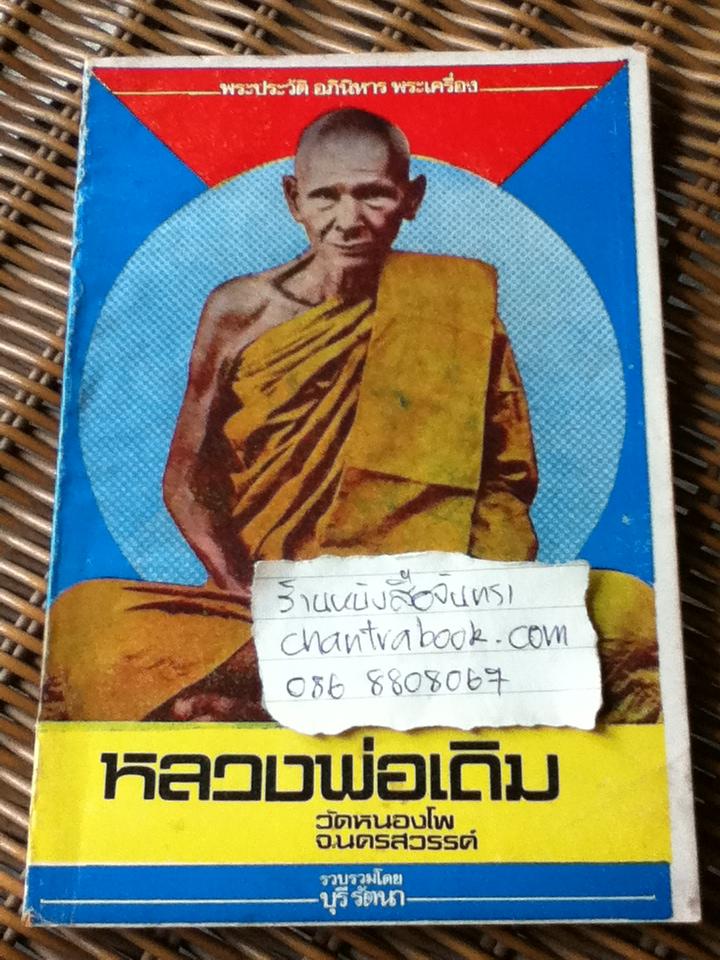 พระประวัติ อภินิหาร พระเครื่อง
ร้านหนังสือจันทรา
chantrabook.com
086 8808067
หลวงพ่อเดิม
วัดหนองโพ
จ.นครสวรรค์
รวบรวมโดย
บุรี รัตนา